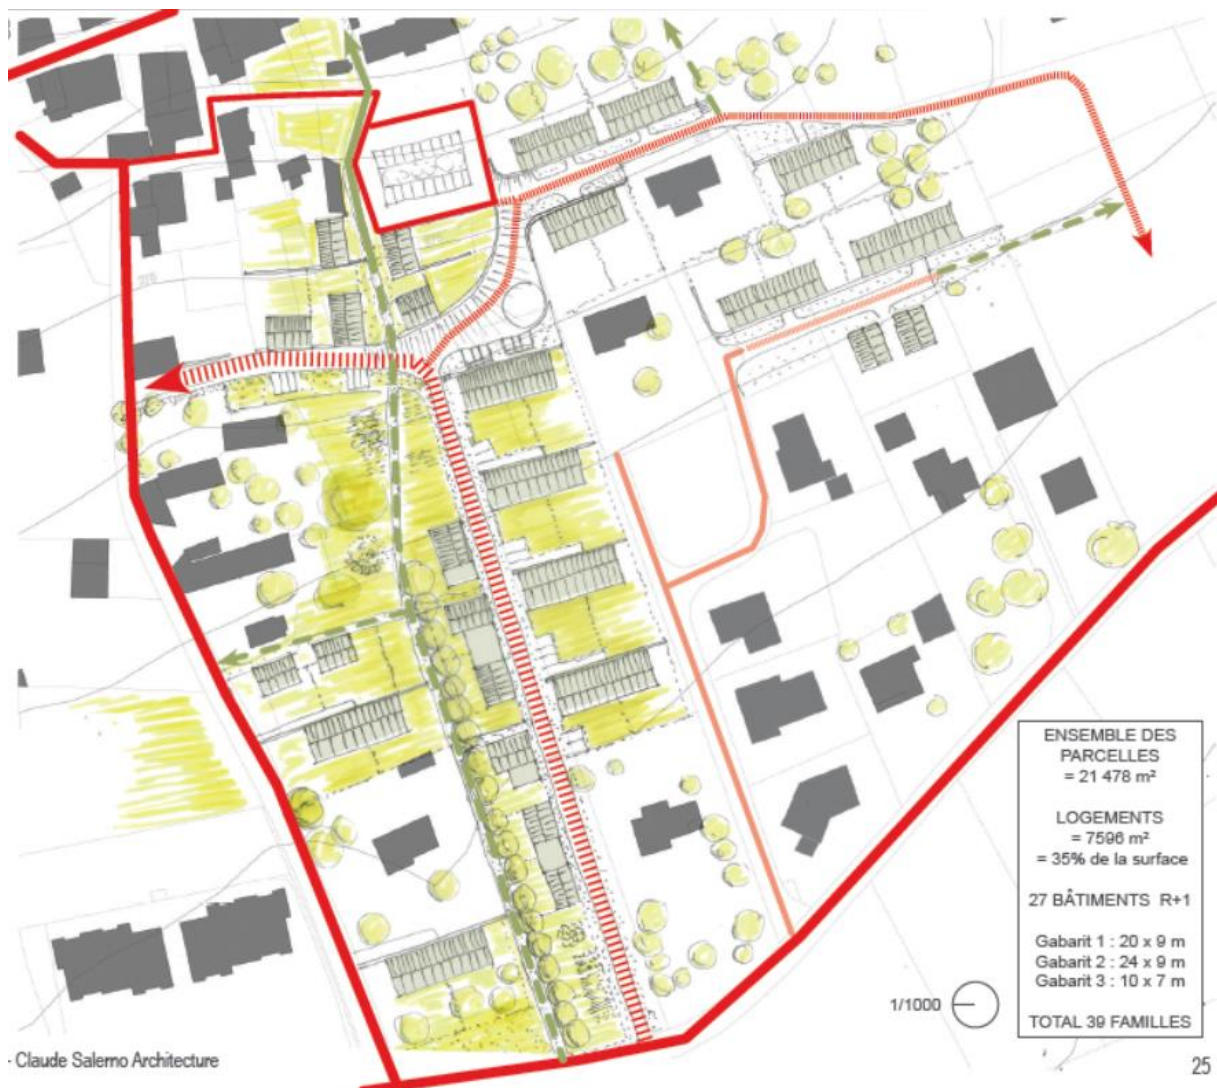 ENSEMBLE DES
PARCELLES
= 21 478 m²
LOGEMENTS
= 7596 m²
= 35% de la surface
27 BÂTIMENTS R+1
Gabarit 1 : 20 x 9 m
Gabarit 2 : 24 x 9 m
Gabarit 3 : 10 x 7 m
TOTAL 39 FAMILLES
1/1000
- Claude Salerno Architecture
25